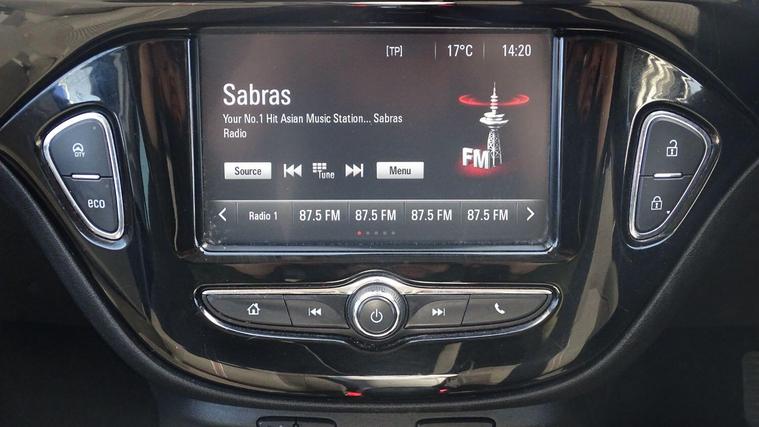 [TP] 17°C 14:20
Sabras
Your No.1 Hit Asian Music Station... Sabras
Radio
FM
Source Tune Menu
Radio 1 87.5 FM 87.5 FM 87.5 FM 87.5 FM
CITY
eco